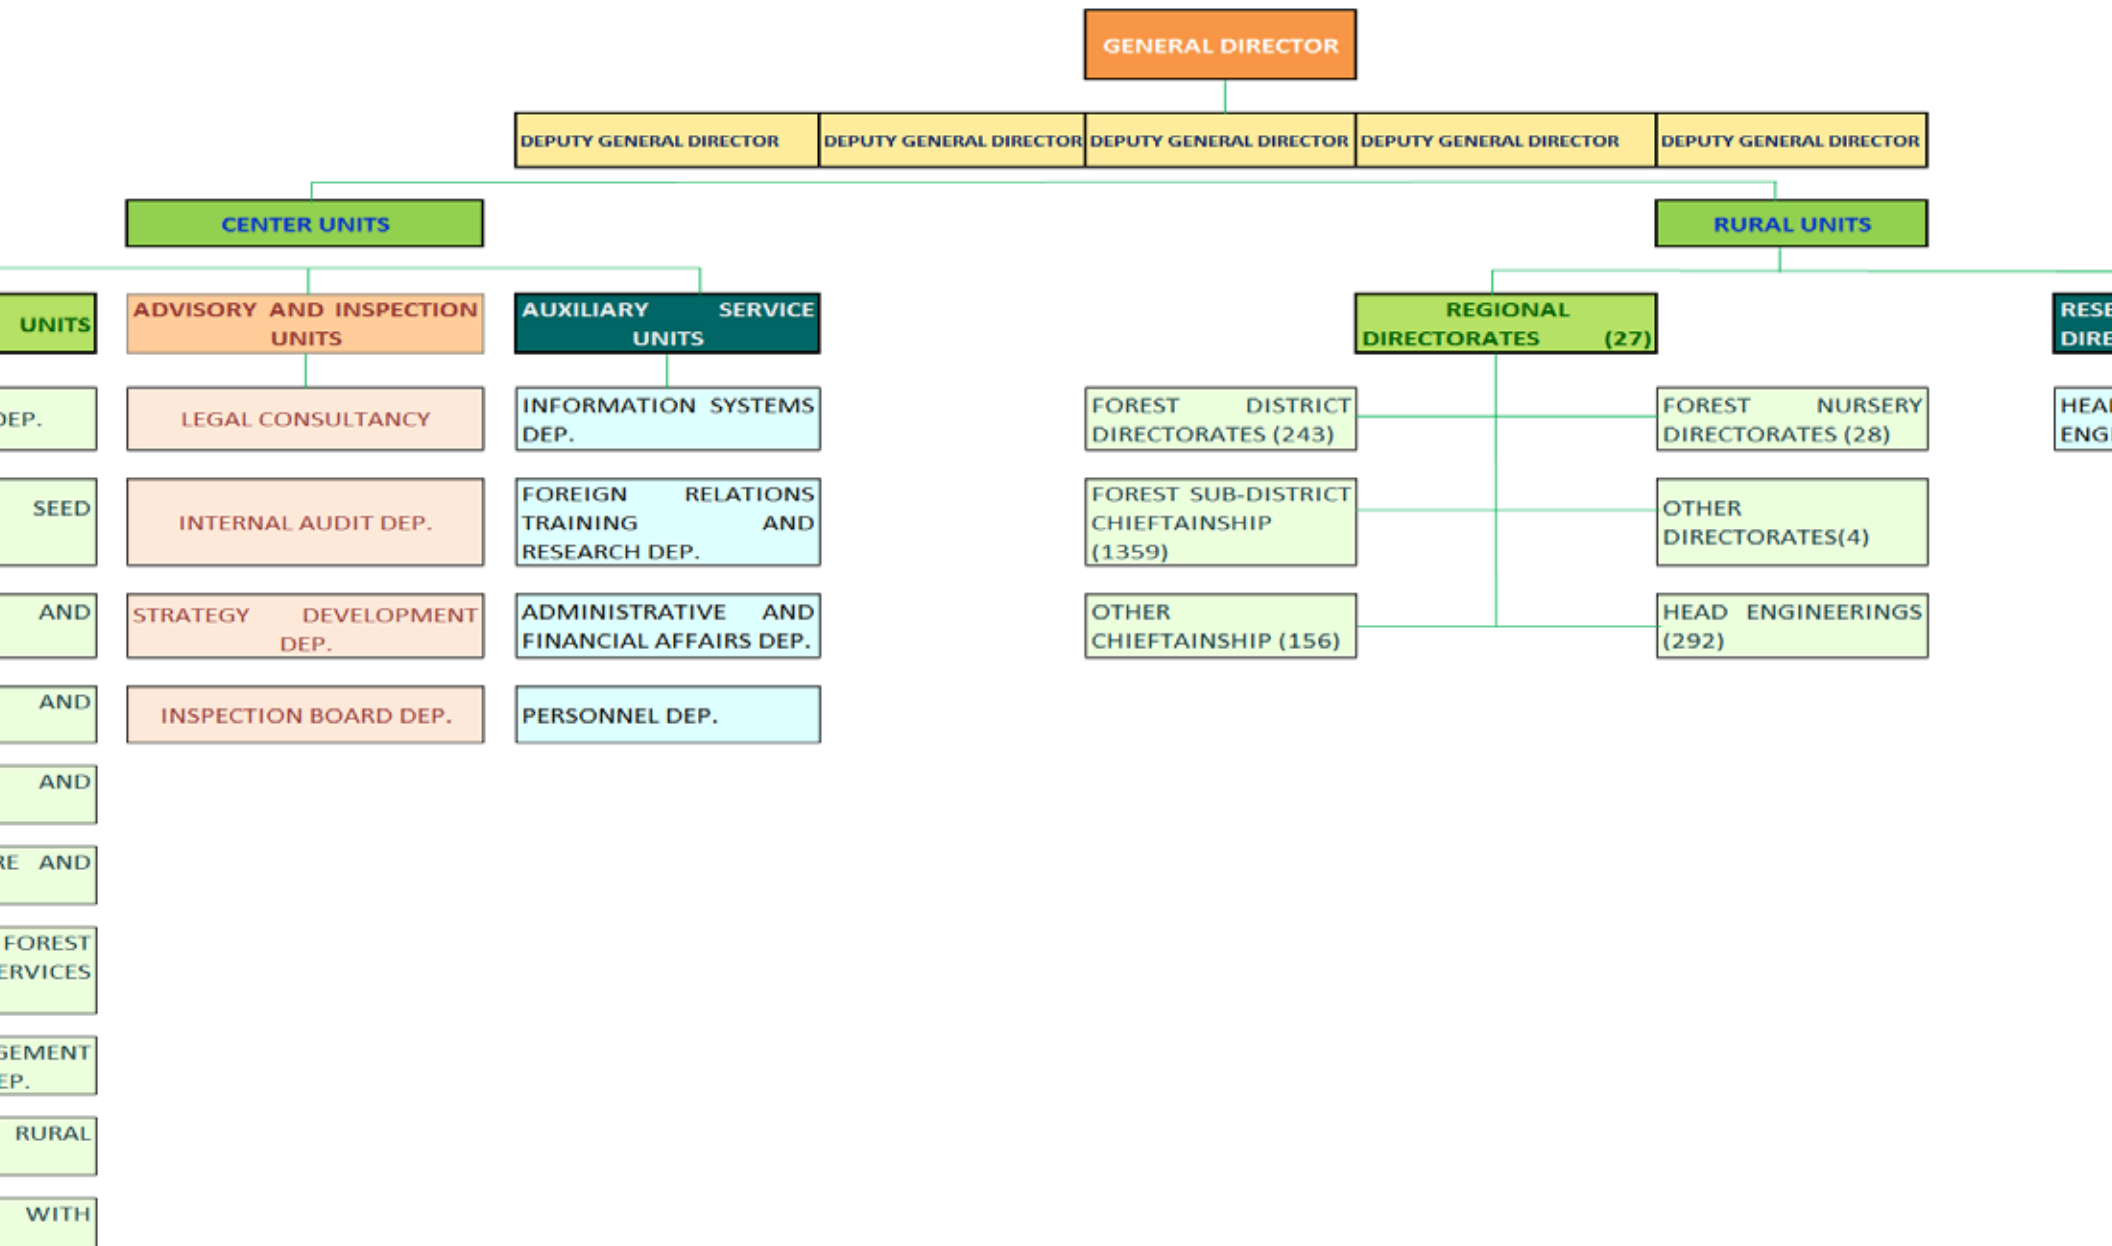 GENERAL DIRECTOR
DEPUTY GENERAL DIRECTOR
DEPUTY GENERAL DIRECTOR
DEPUTY GENERAL DIRECTOR
DEPUTY GENERAL DIRECTOR
DEPUTY GENERAL DIRECTOR
CENTER UNITS
RURAL UNITS
UNITS
ADVISORY AND INSPECTION
UNITS
AUXILIARY SERVICE
UNITS
REGIONAL
DIRECTORATES (27)
DEP.
SEED
AND
AND
AND
AND
FOREST
RURAL
WITH
LEGAL CONSULTANCY
INTERNAL AUDIT DEP.
STRATEGY DEVELOPMENT
DEP.
INSPECTION BOARD DEP.
INFORMATION SYSTEMS
DEP.
FOREIGN RELATIONS
TRAINING AND
RESEARCH DEP.
ADMINISTRATIVE AND
FINANCIAL AFFAIRS DEP.
PERSONNEL DEP.
FOREST DISTRICT
DIRECTORATES (243)
FOREST SUB-DISTRICT
CHIEFTAINSHIP
(1359)
OTHER
CHIEFTAINSHIP (156)
FOREST NURSERY
DIRECTORATES (28)
OTHER
DIRECTORATES(4)
HEAD ENGINEERINGS
(292)